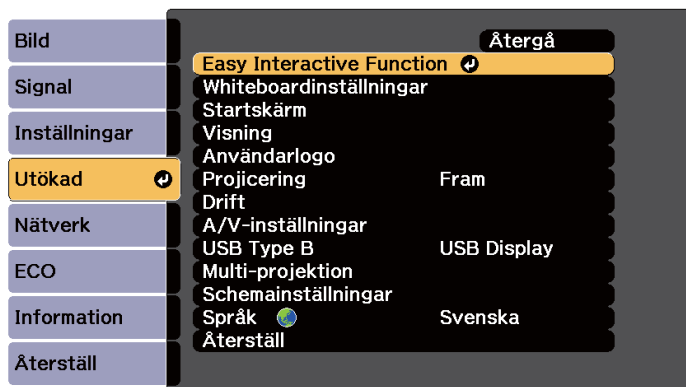 Bild
Signal
Inställningar
Utökad
Nätverk
ECO
Information
Återställ
Återgå
Easy Interactive Function
Whiteboardinställningar
Startskärm
Visning
Användarlogo
Projicering Fram
Drift
A/V-inställningar
USB Type B USB Display
Multi-projektion
Schemainställningar
Språk Svenska
Återställ